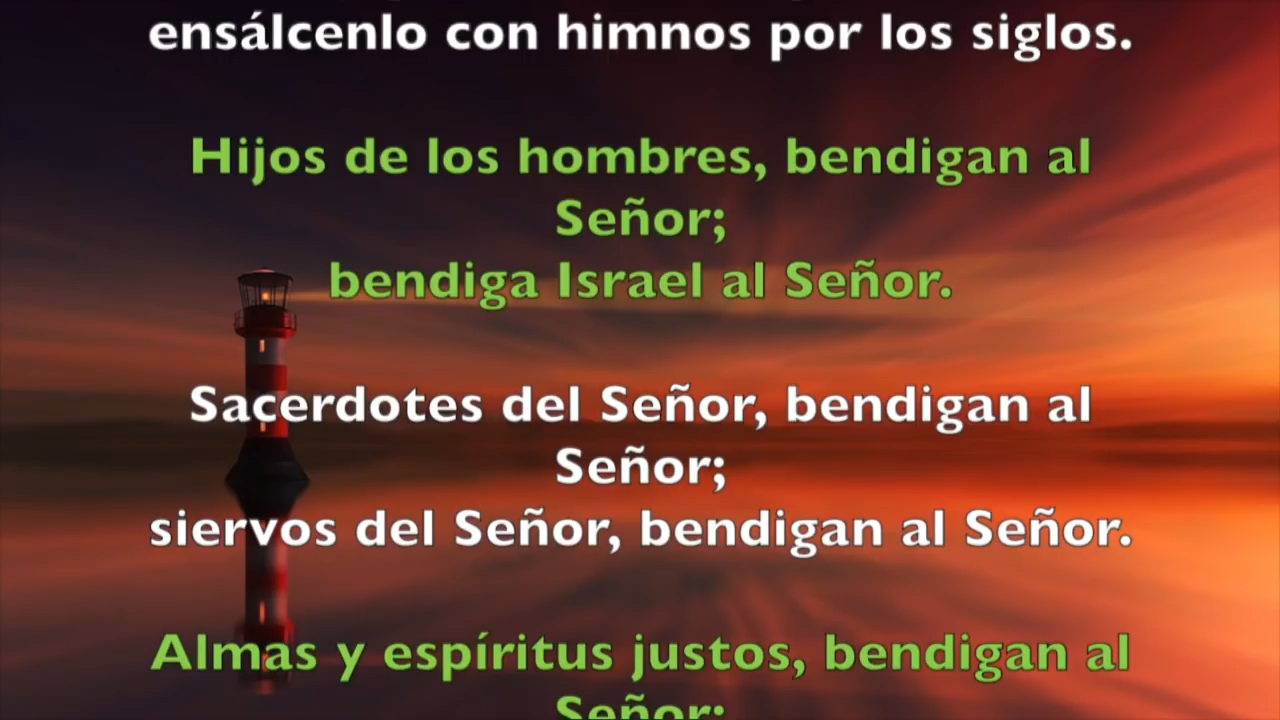 ensálcenlo con himnos por los siglos.
Hijos de los hombres, bendigan al
Señor;
bendiga Israel al Señor.
Sacerdotes del Señor, bendigan al
Señor;
siervos del Señor, bendigan al Señor.
Almas y espíritus justos, bendigan al
Señor;